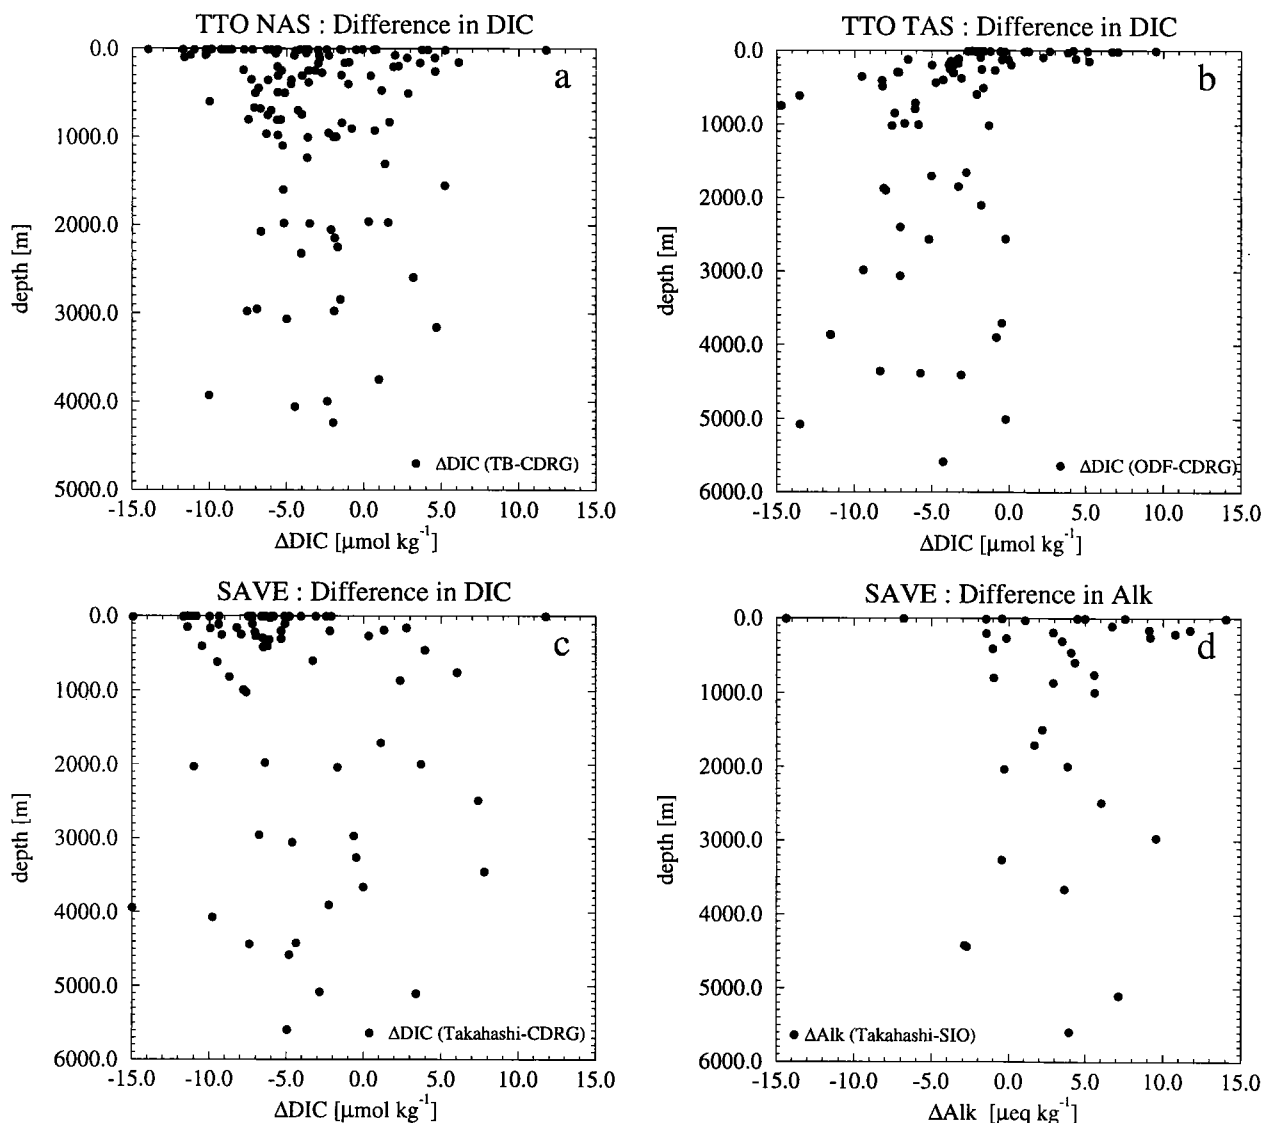 TTO NAS : Difference in DIC
a
0.0
1000.0
2000.0
3000.0
4000.0
5000.0
depth [m]
ΔDIC (TB-CDRG)
-15.0 -10.0 -5.0 0.0 5.0 10.0 15.0
ΔDIC [μmol kg⁻¹]
TTO TAS : Difference in DIC
b
0.0
1000.0
2000.0
3000.0
4000.0
5000.0
6000.0
depth [m]
ΔDIC (ODF-CDRG)
-15.0 -10.0 -5.0 0.0 5.0 10.0 15.0
ΔDIC [μmol kg⁻¹]
SAVE : Difference in DIC
c
0.0
1000.0
2000.0
3000.0
4000.0
5000.0
6000.0
depth [m]
ΔDIC (Takahashi-CDRG)
-15.0 -10.0 -5.0 0.0 5.0 10.0 15.0
ΔDIC [μmol kg⁻¹]
SAVE : Difference in Alk
d
0.0
1000.0
2000.0
3000.0
4000.0
5000.0
6000.0
depth [m]
ΔAlk (Takahashi-SIO)
-15.0 -10.0 -5.0 0.0 5.0 10.0 15.0
ΔAlk [μeq kg⁻¹]